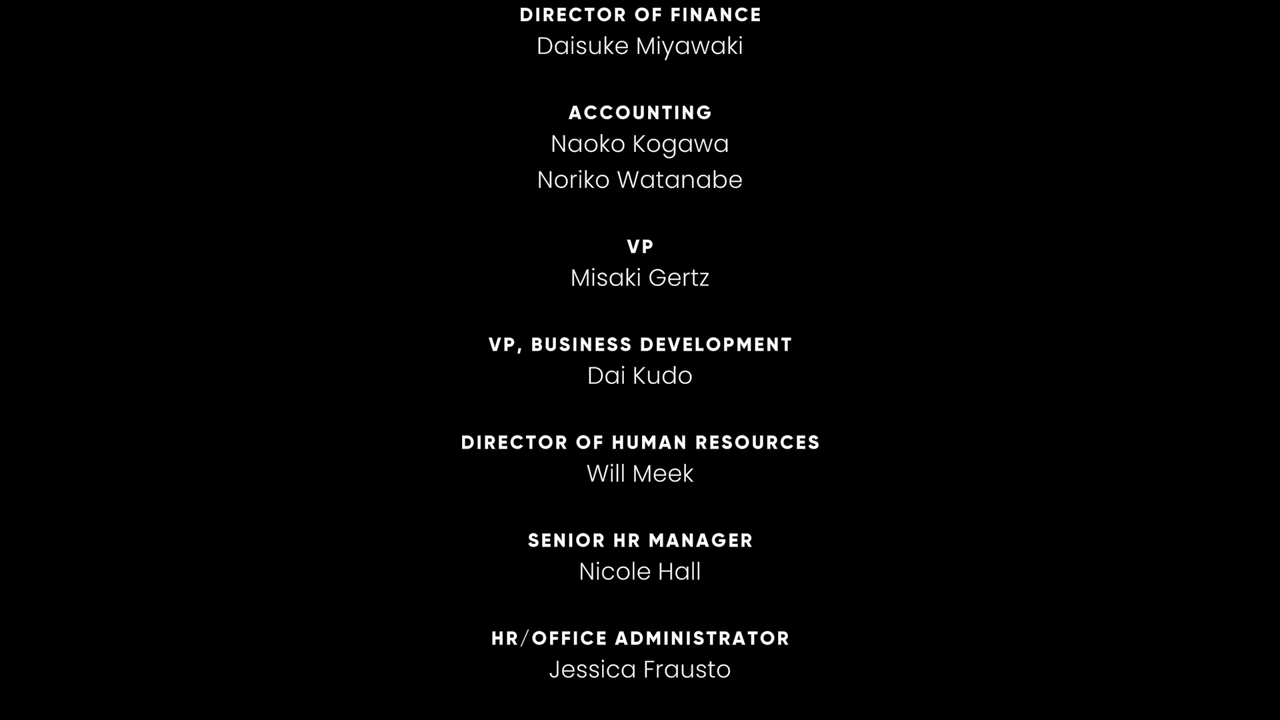 DIRECTOR OF FINANCE
Daisuke Miyawaki
ACCOUNTING
Naoko Kogawa
Noriko Watanabe
VP
Misaki Gertz
VP, BUSINESS DEVELOPMENT
Dai Kudo
DIRECTOR OF HUMAN RESOURCES
Will Meek
SENIOR HR MANAGER
Nicole Hall
HR/OFFICE ADMINISTRATOR
Jessica Frausto